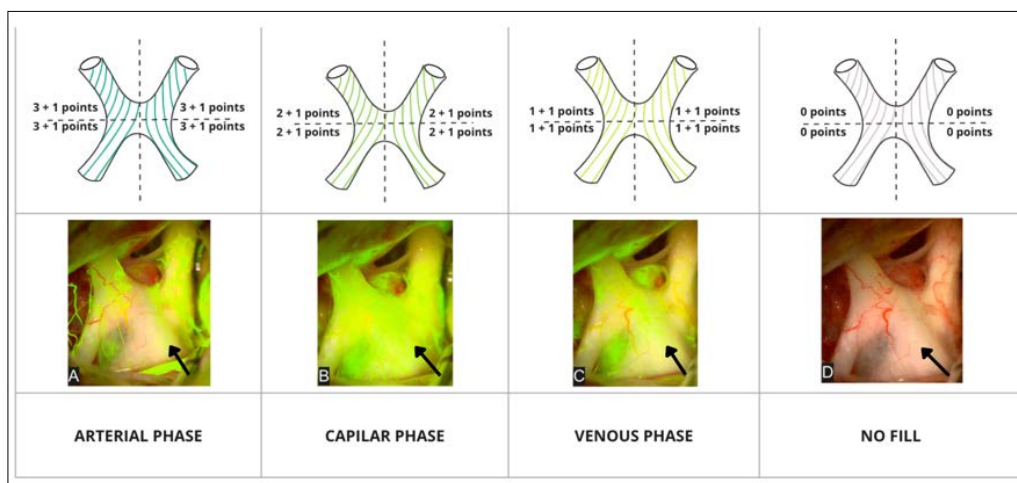 3 + 1 points 3 + 1 points
3 + 1 points 3 + 1 points
2 + 1 points 2 + 1 points
2 + 1 points 2 + 1 points
1 + 1 points 1 + 1 points
1 + 1 points 1 + 1 points
0 points 0 points
0 points 0 points
A
B
C
D
ARTERIAL PHASE
CAPILAR PHASE
VENOUS PHASE
NO FILL